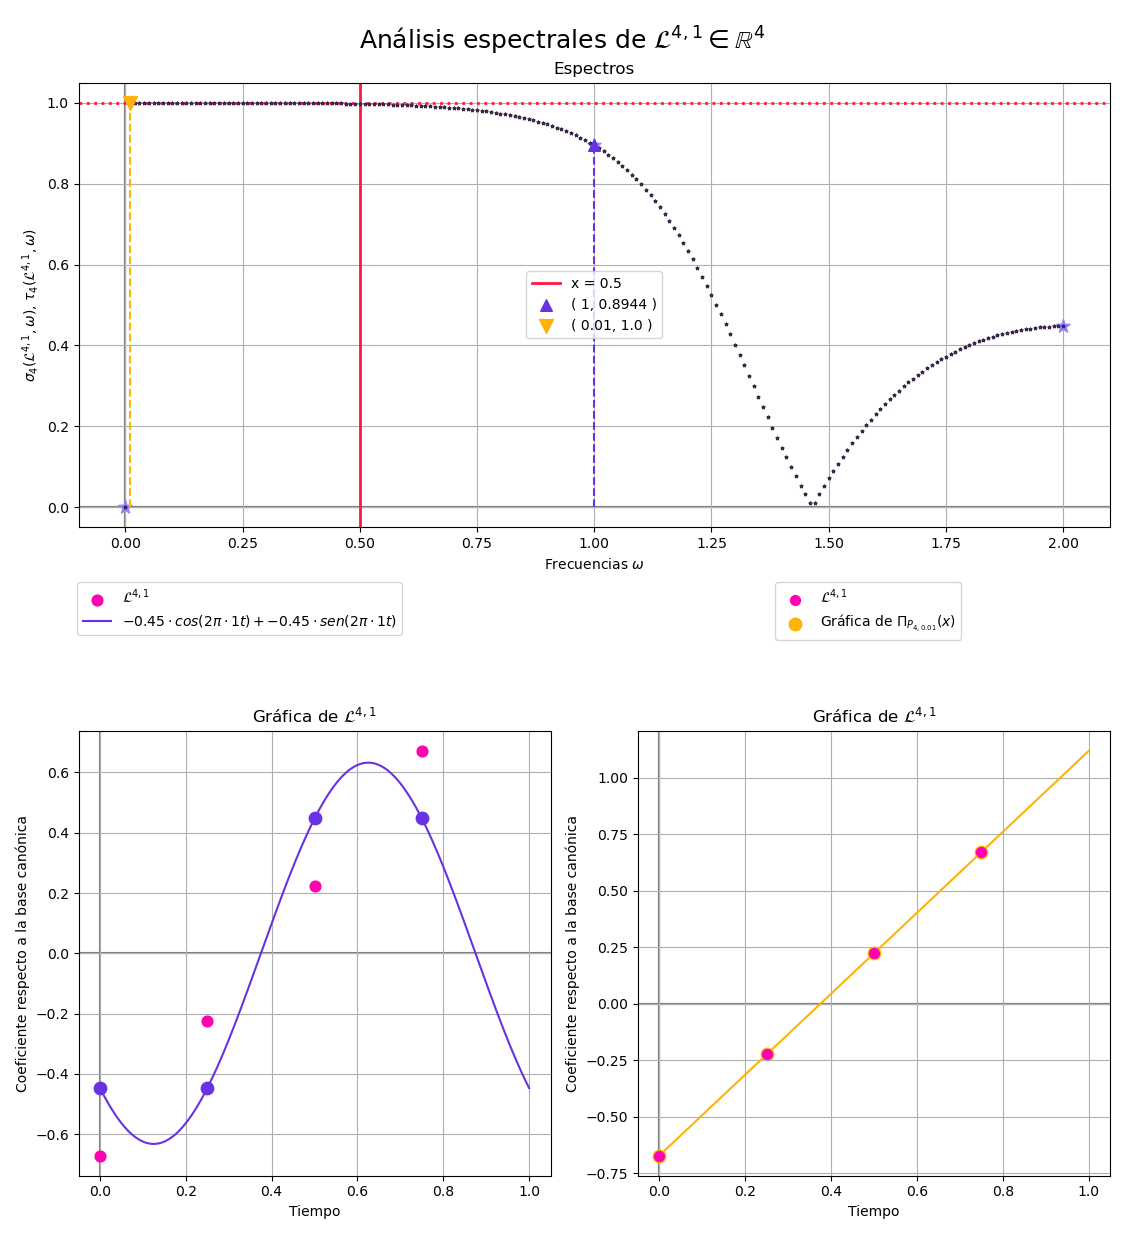 Análisis espectrales de $\mathcal{L}^{4,1} \in \mathbb{R}^4$
Espectros
$\sigma_4(\mathcal{L}^{4,1}, \omega)$, $\tau_4(\mathcal{L}^{4,1}, \omega)$
1.0
0.8
0.6
0.4
0.2
0.0
x = 0.5
( 1, 0.8944 )
( 0.01, 1.0 )
0.00 0.25 0.50 0.75 1.00 1.25 1.50 1.75 2.00
Frecuencias $\omega$
$\mathcal{L}^{4,1}$
$-0.45 \cdot cos(2\pi \cdot 1t) + -0.45 \cdot sen(2\pi \cdot 1t)$
$\mathcal{L}^{4,1}$
Gráfica de $\Pi_{P_{4,0.01}}(x)$
Gráfica de $\mathcal{L}^{4,1}$
Coeficiente respecto a la base canónica
0.6
0.4
0.2
0.0
−0.2
−0.4
−0.6
0.0 0.2 0.4 0.6 0.8 1.0
Tiempo
Gráfica de $\mathcal{L}^{4,1}$
Coeficiente respecto a la base canónica
1.00
0.75
0.50
0.25
0.00
−0.25
−0.50
−0.75
0.0 0.2 0.4 0.6 0.8 1.0
Tiempo